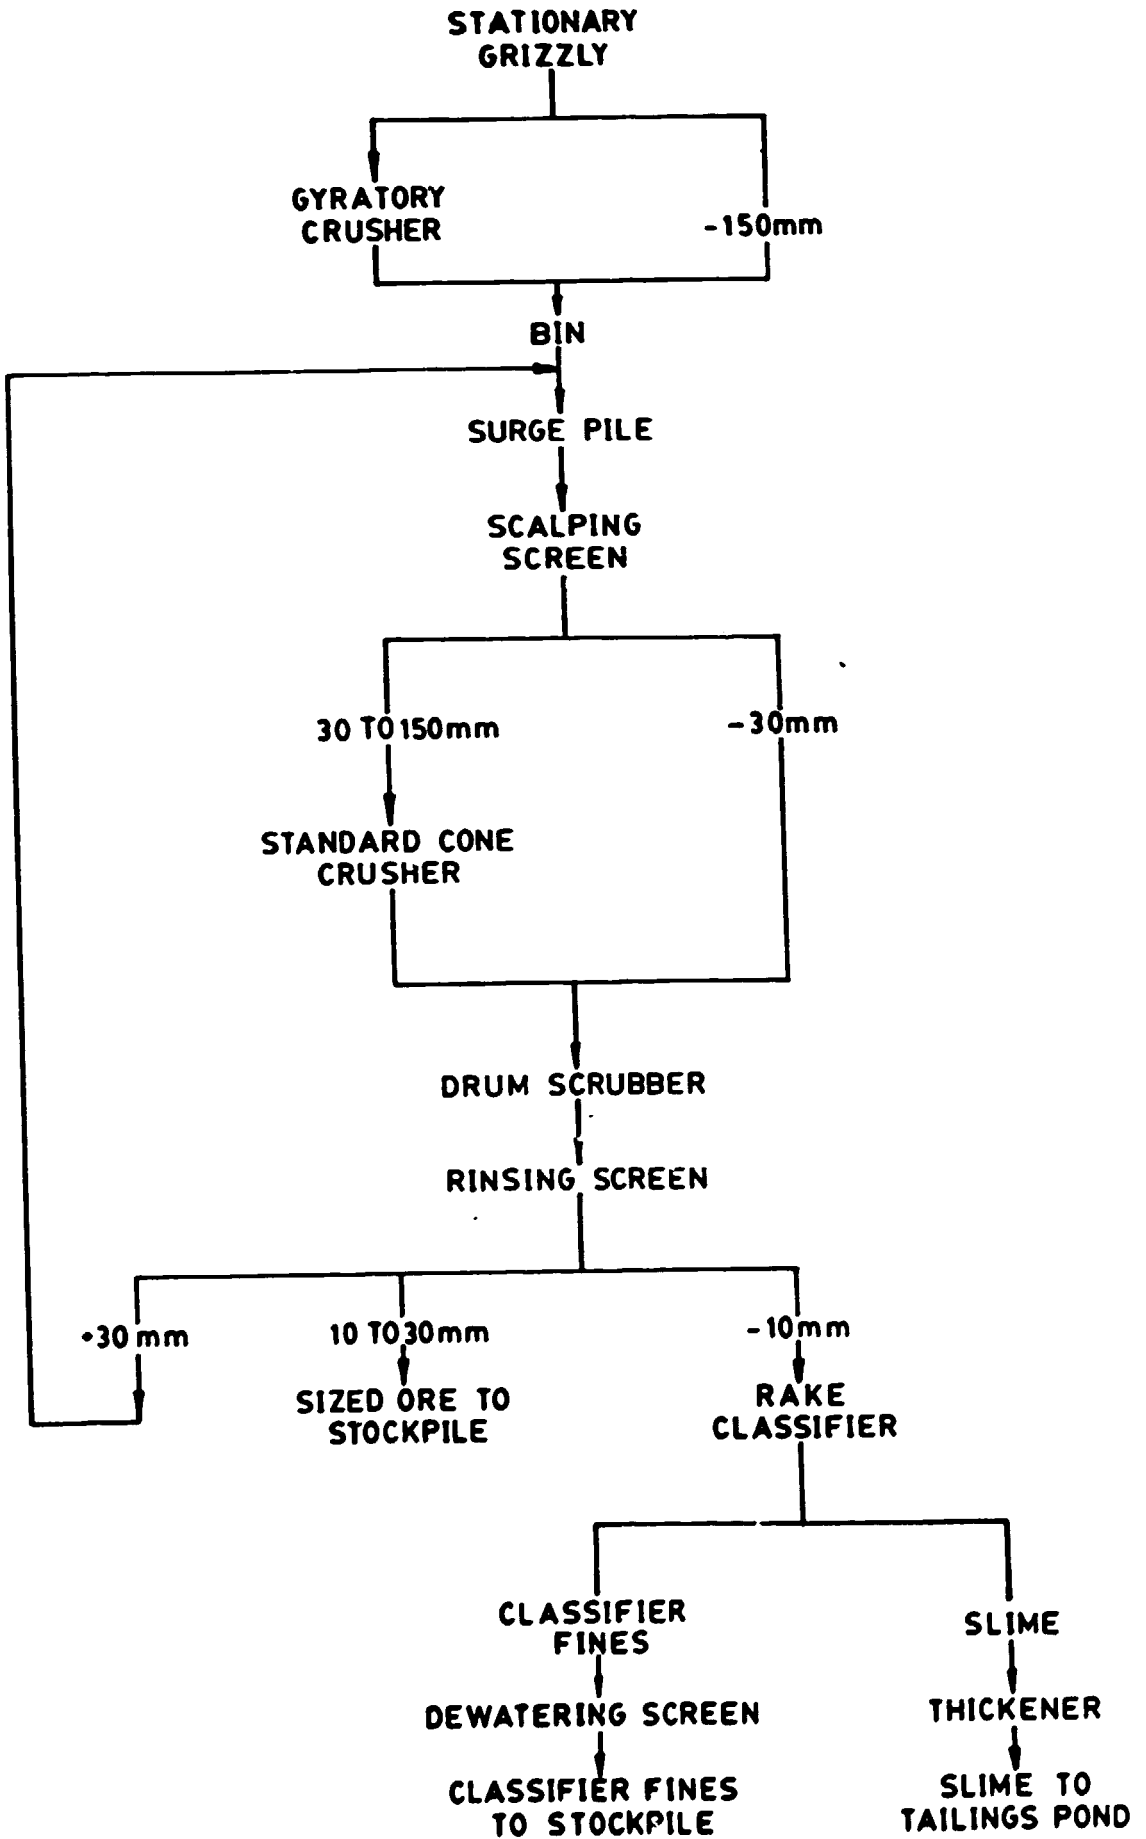 STATIONARY
GRIZZLY
GYRATORY
CRUSHER
-150mm
BIN
SURGE PILE
SCALPING
SCREEN
30 TO 150mm
-30mm
STANDARD CONE
CRUSHER
DRUM SCRUBBER
RINSING SCREEN
+30mm
10 TO 30mm
-10mm
SIZED ORE TO
STOCKPILE
RAKE
CLASSIFIER
CLASSIFIER
FINES
SLIME
DEWATERING SCREEN
THICKENER
CLASSIFIER FINES
TO STOCKPILE
SLIME TO
TAILINGS POND